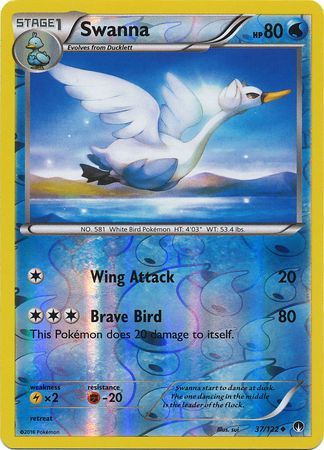 STAGE1
Swanna
HP 80
Evolves from Ducklett
NO. 581 White Bird Pokémon HT: 4'03" WT: 53.4 lbs.
Wing Attack 20
Brave Bird 80
This Pokémon does 20 damage to itself.
weakness
resistance
×2
-20
retreat
Swanna start to dance at dusk.
The one dancing in the middle
is the leader of the flock.
©2016 Pokémon
Illus. sui
37/122